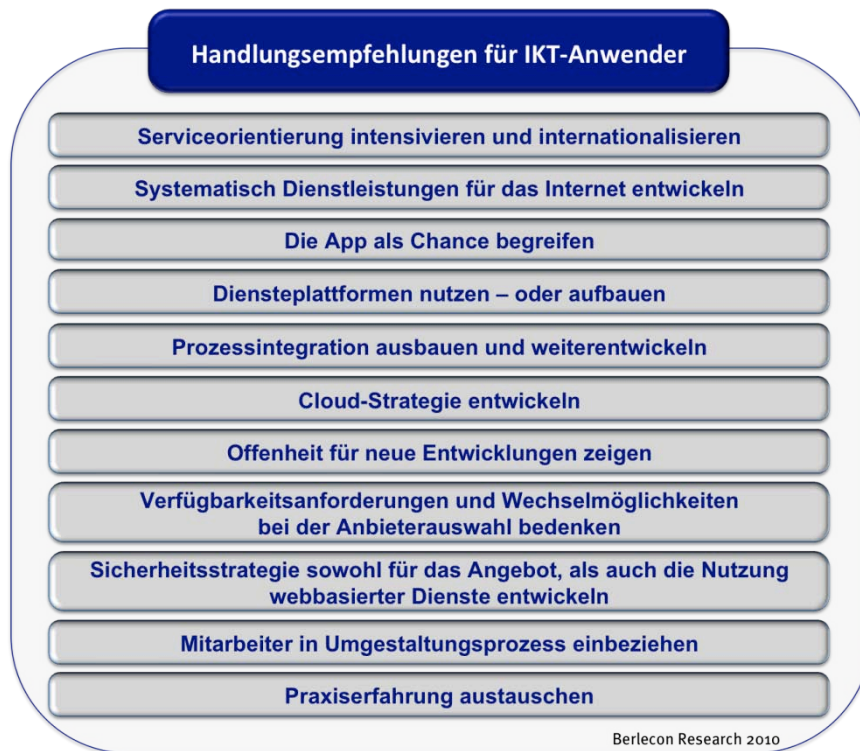 Handlungsempfehlungen für IKT-Anwender
Serviceorientierung intensivieren und internationalisieren
Systematisch Dienstleistungen für das Internet entwickeln
Die App als Chance begreifen
Diensteplattformen nutzen – oder aufbauen
Prozessintegration ausbauen und weiterentwickeln
Cloud-Strategie entwickeln
Offenheit für neue Entwicklungen zeigen
Verfügbarkeitsanforderungen und Wechselmöglichkeiten
bei der Anbieterauswahl bedenken
Sicherheitsstrategie sowohl für das Angebot, als auch die Nutzung
webbasierter Dienste entwickeln
Mitarbeiter in Umgestaltungsprozess einbeziehen
Praxiserfahrung austauschen
Berlecon Research 2010